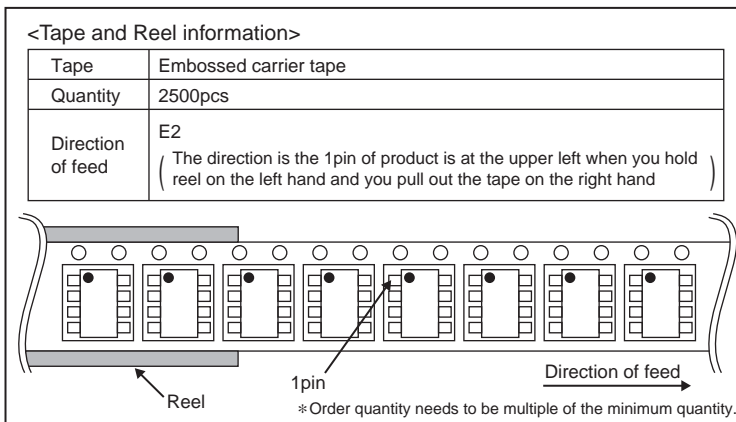 <Tape and Reel information>
Tape
Embossed carrier tape
Quantity
2500pcs
Direction
of feed
E2
( The direction is the 1pin of product is at the upper left when you hold
reel on the left hand and you pull out the tape on the right hand )
Reel
1pin
Direction of feed
*Order quantity needs to be multiple of the minimum quantity.